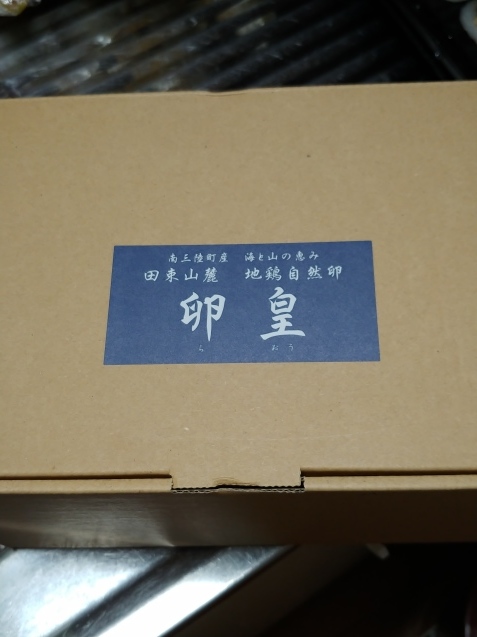 南三陸町産 海と山の恵み
田束山麓 地鶏自然卵
卵皇
らおう